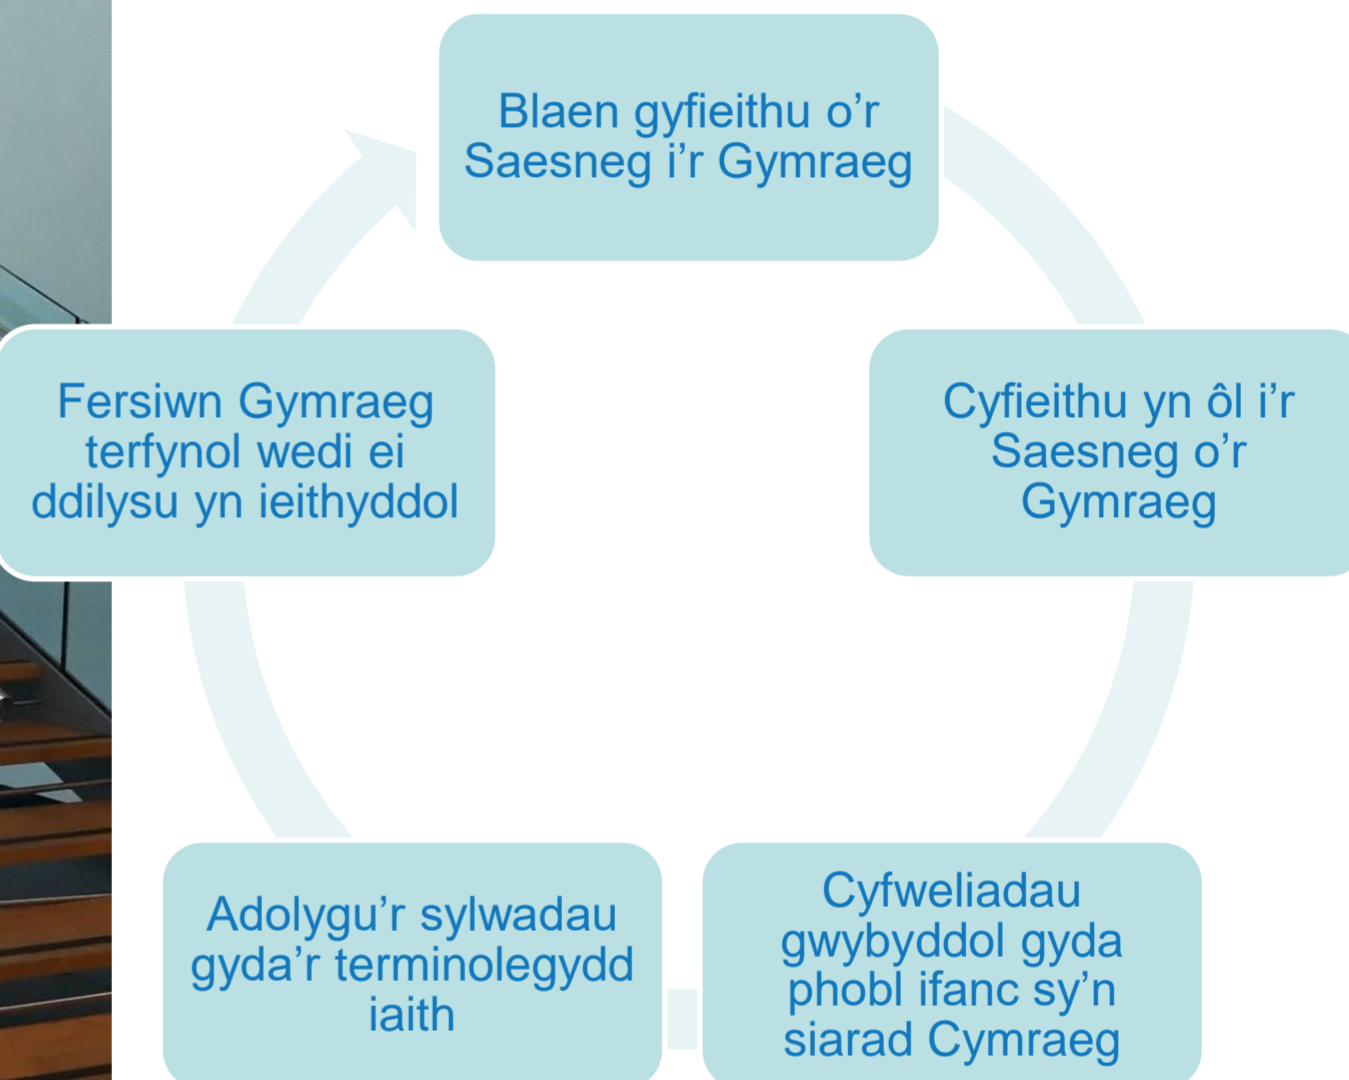 Blaen gyfieithu o’r
Saesneg i’r Gymraeg
Cyfieithu yn ôl i’r
Saesneg o’r
Gymraeg
Cyfweliadau
gwybyddol gyda
phobl ifanc sy’n
siarad Cymraeg
Adolygu’r sylwadau
gyda’r terminolegydd
iaith
Fersiwn Gymraeg
terfynol wedi ei
ddilysu yn ieithyddol